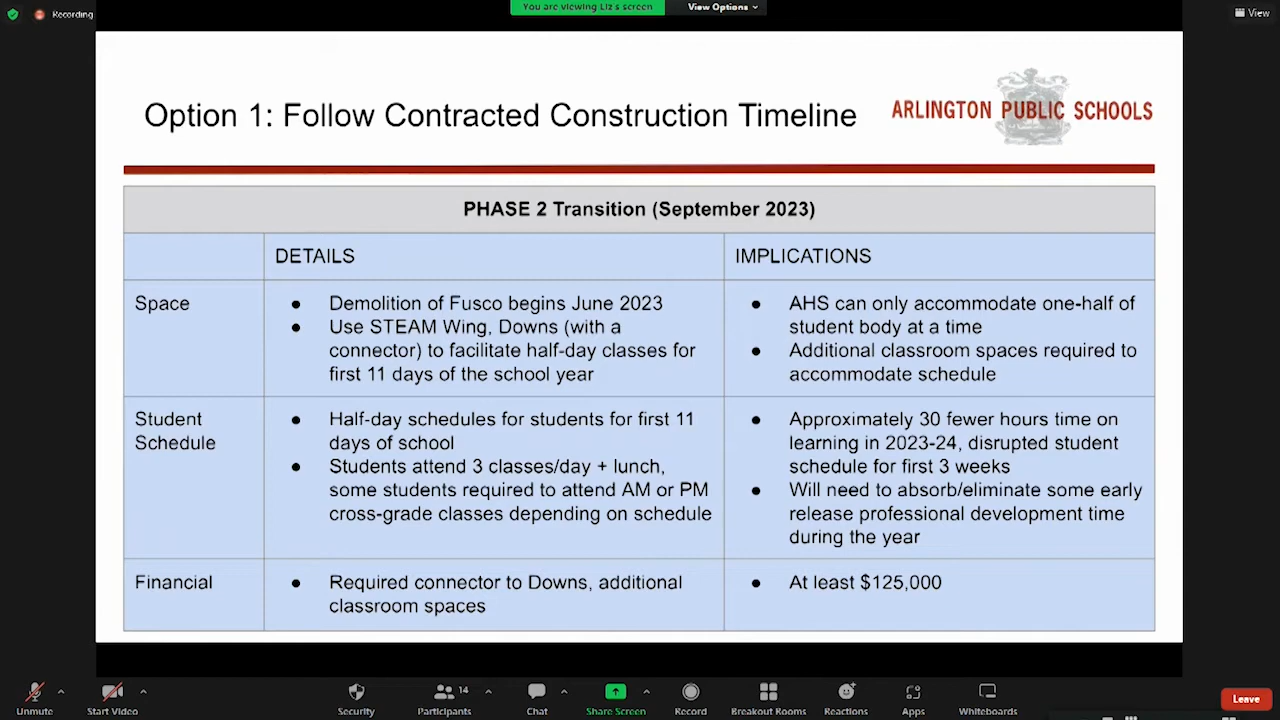 Recording
You are viewing Liz's screen
View Options
View
Option 1: Follow Contracted Construction Timeline
ARLINGTON PUBLIC SCHOOLS
PHASE 2 Transition (September 2023)
DETAILS
IMPLICATIONS
Space
● Demolition of Fusco begins June 2023
● Use STEAM Wing, Downs (with a
connector) to facilitate half-day classes for
first 11 days of the school year
● AHS can only accommodate one-half of
student body at a time
● Additional classroom spaces required to
accommodate schedule
Student
Schedule
● Half-day schedules for students for first 11
days of school
● Students attend 3 classes/day + lunch,
some students required to attend AM or PM
cross-grade classes depending on schedule
● Approximately 30 fewer hours time on
learning in 2023-24, disrupted student
schedule for first 3 weeks
● Will need to absorb/eliminate some early
release professional development time
during the year
Financial
● Required connector to Downs, additional
classroom spaces
● At least $125,000
Unmute
Start Video
Security
14
Participants
Chat
Share Screen
Record
Breakout Rooms
Reactions
Apps
Whiteboards
Leave